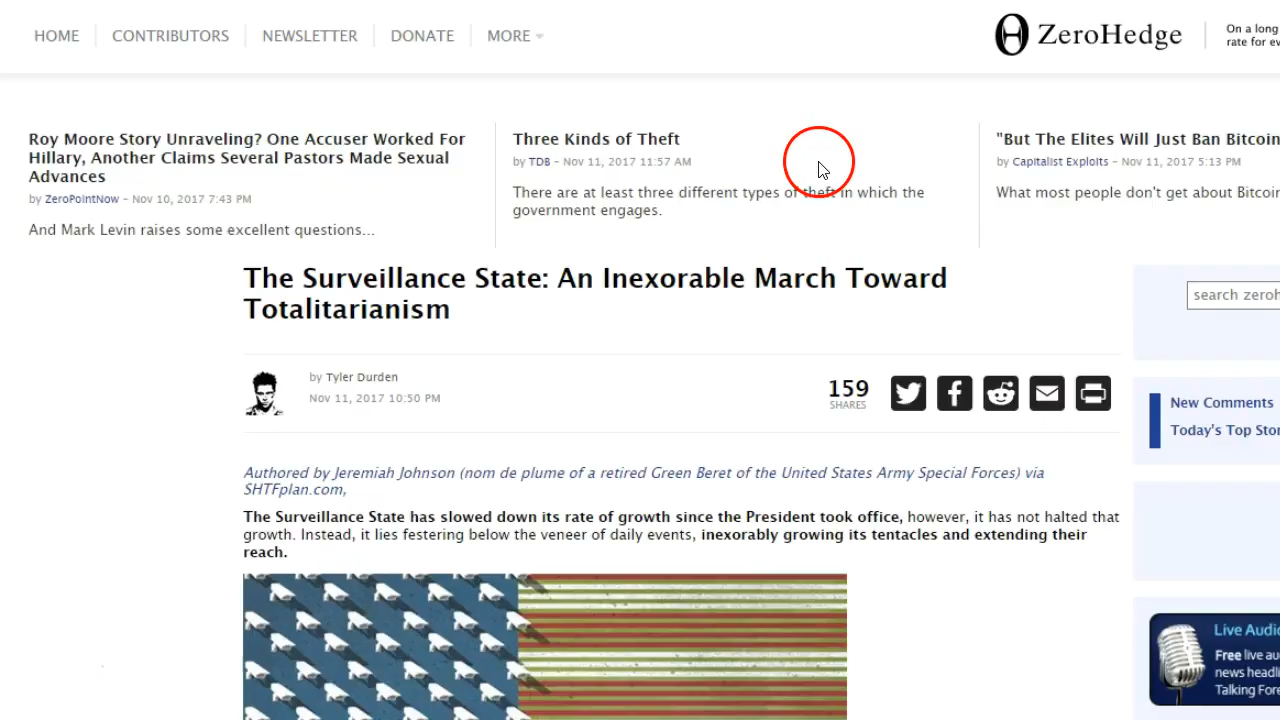 HOME CONTRIBUTORS NEWSLETTER DONATE MORE
ZeroHedge
On a long
rate for ev
Roy Moore Story Unraveling? One Accuser Worked For
Hillary, Another Claims Several Pastors Made Sexual
Advances
by ZeroPointNow - Nov 10, 2017 7:43 PM
And Mark Levin raises some excellent questions...
Three Kinds of Theft
by TDB - Nov 11, 2017 11:57 AM
There are at least three different types of theft in which the
government engages.
"But The Elites Will Just Ban Bitcoin
by Capitalist Exploits - Nov 11, 2017 5:13 PM
What most people don't get about Bitcoin
The Surveillance State: An Inexorable March Toward
Totalitarianism
by Tyler Durden
Nov 11, 2017 10:50 PM
159
SHARES
Authored by Jeremiah Johnson (nom de plume of a retired Green Beret of the United States Army Special Forces) via
SHTFplan.com,
The Surveillance State has slowed down its rate of growth since the President took office, however, it has not halted that
growth. Instead, it lies festering below the veneer of daily events, inexorably growing its tentacles and extending their
reach.
search zeroh
New Comments
Today's Top Stor
Live Audio
Free live au
news headli
Talking Fore